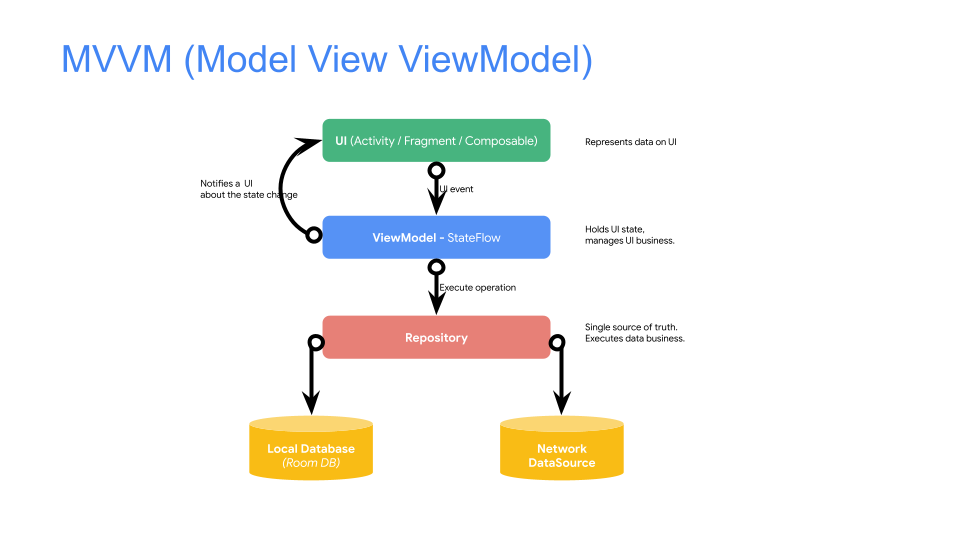 MVVM (Model View ViewModel)
UI (Activity / Fragment / Composable)
Represents data on UI
Notifies a  UI
about the state change
UI event
ViewModel - StateFlow
Holds UI state,
manages UI business.
Execute operation
Repository
Single source of truth.
Executes data business.
Local Database
(Room DB)
Network
DataSource